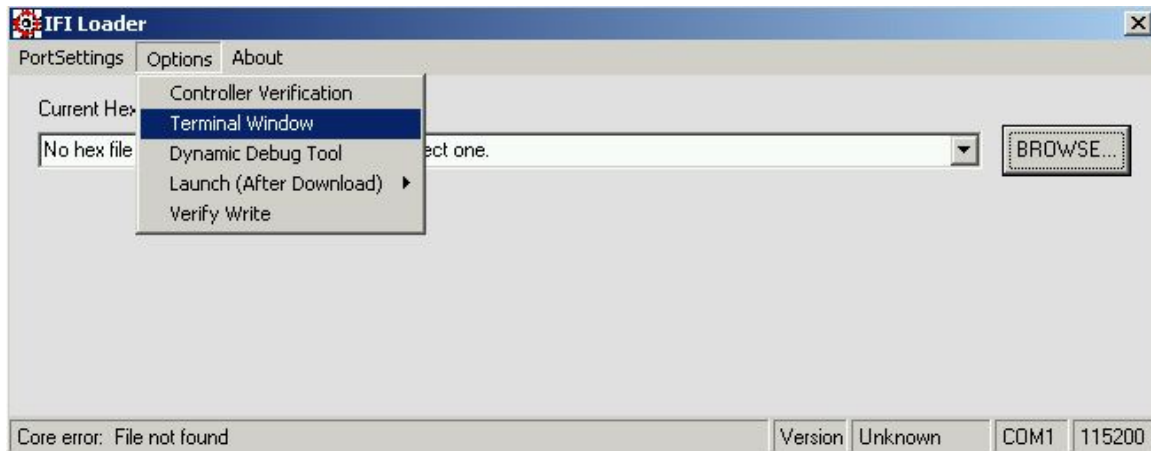 IFI Loader
PortSettings Options About
Controller Verification
Current Hex
Terminal Window
No hex file ect one. BROWSE...
Dynamic Debug Tool
Launch (After Download)
Verify Write
Core error: File not found Version Unknown COM1 115200